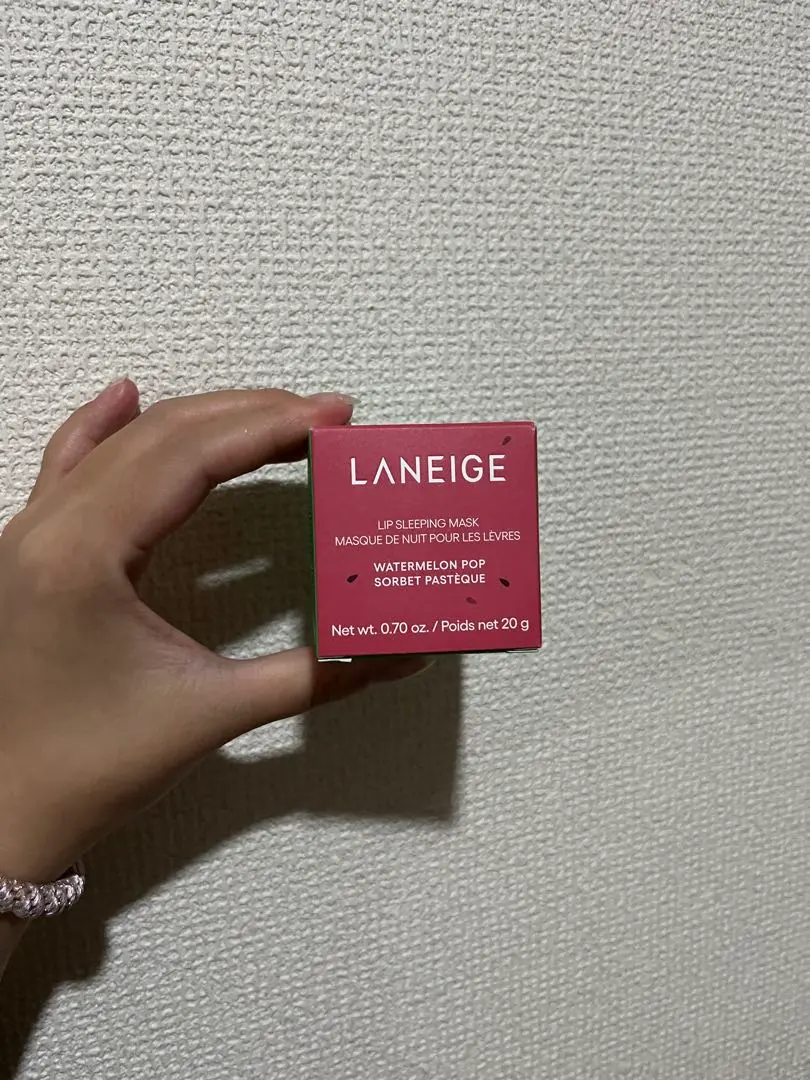 LANEIGE
LIP SLEEPING MASK
MASQUE DE NUIT POUR LES LÈVRES
WATERMELON POP
SORBET PASTÈQUE
Net wt. 0.70 oz. / Poids net 20 g